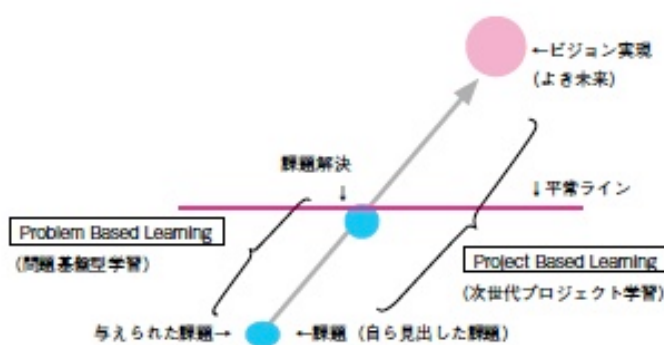 ←ビジョン実現
(よき未来)
課題解決
↓
↓平常ライン
Problem Based Learning
(問題基盤型学習)
Project Based Learning
(次世代プロジェクト学習)
与えられた課題→
←課題(自ら見出した課題)